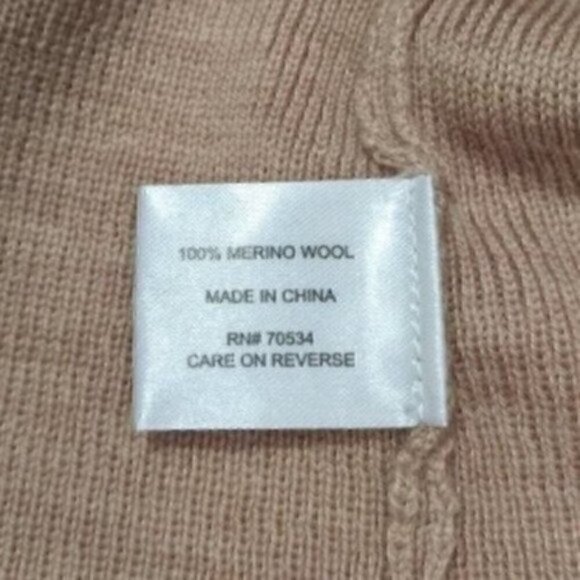 100% MERINO WOOL
MADE IN CHINA
RN# 70534
CARE ON REVERSE